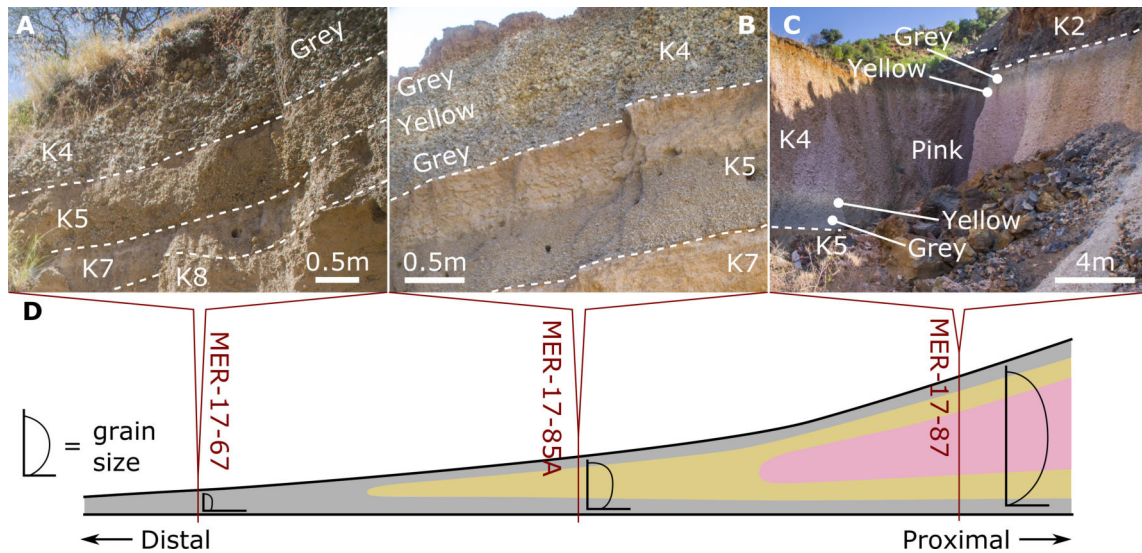 A
Grey
K4
K5
K7
K8
0.5m
B
K4
Grey
Yellow
Grey
K5
K7
0.5m
C
Grey
K2
Yellow
K4
Pink
Yellow
K5
Grey
4m
D
MER-17-67
MER-17-85A
MER-17-87
= grain
size
Distal
Proximal